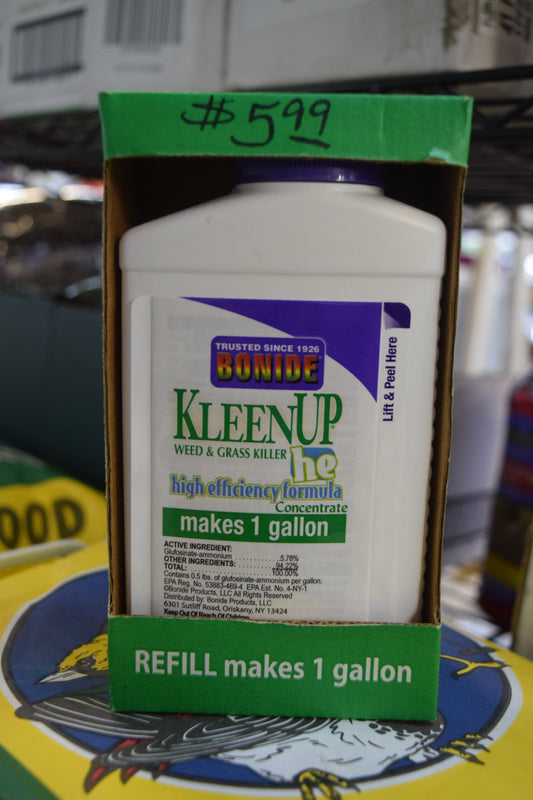 #5.99
TRUSTED SINCE 1926
BONIDE
Lift & Peel Here
KLEENUP®
WEED & GRASS KILLER
he
high efficiency formula
Concentrate
makes 1 gallon
ACTIVE INGREDIENT:
Glufosinate-ammonium .................. 5.78%
OTHER INGREDIENTS: .................. 94.22%
TOTAL: .................. 100.00%
Contains 0.5 lbs. of glufosinate-ammonium per gallon.
EPA Reg. No. 53883-469-4 EPA Est. No. 4-NY-1
©Bonide Products, LLC All Rights Reserved
Distributed by: Bonide Products, LLC
6301 Sutliff Road, Oriskany, NY 13424
Keep Out Of Reach Of Children
REFILL makes 1 gallon
OOD